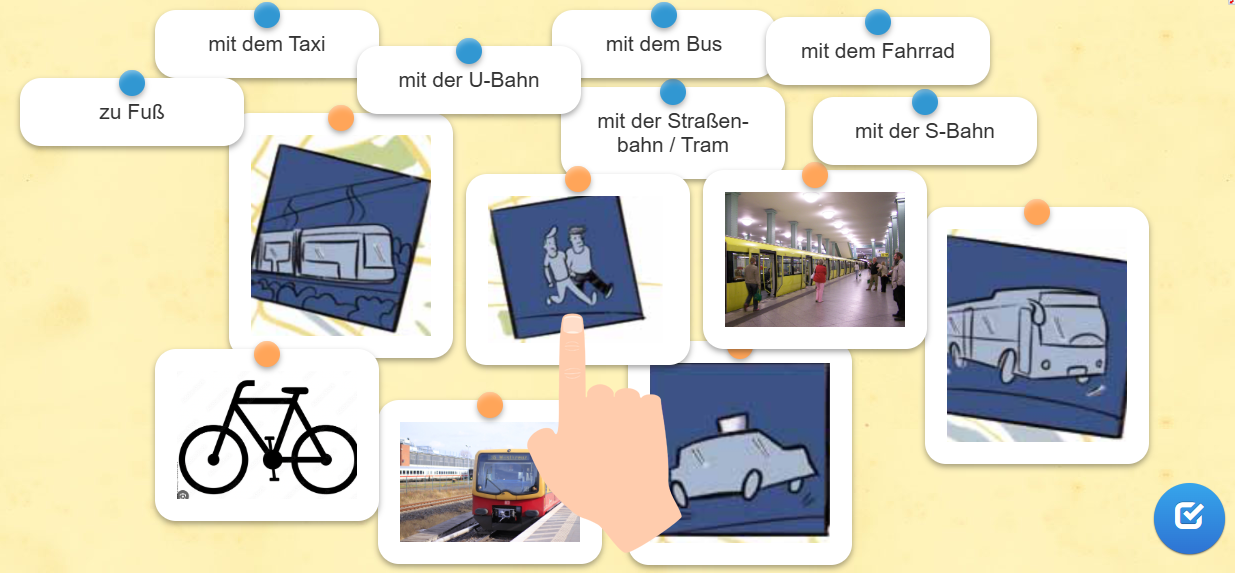 mit dem Taxi
mit dem Bus
mit dem Fahrrad
mit der U-Bahn
zu Fuß
mit der Straßen-
bahn / Tram
mit der S-Bahn